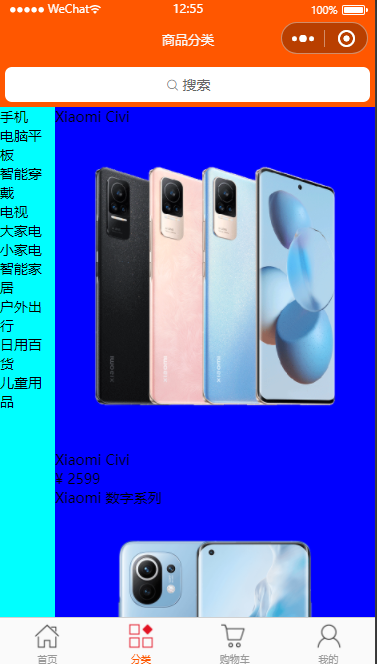 WeChat
12:55
100%
商品分类
搜索
手机
电脑平
板
智能穿
戴
电视
大家电
小家电
智能家
居
户外出
行
日用百
货
儿童用
品
Xiaomi Civi
Xiaomi Civi
¥ 2599
Xiaomi 数字系列
首页
分类
购物车
我的